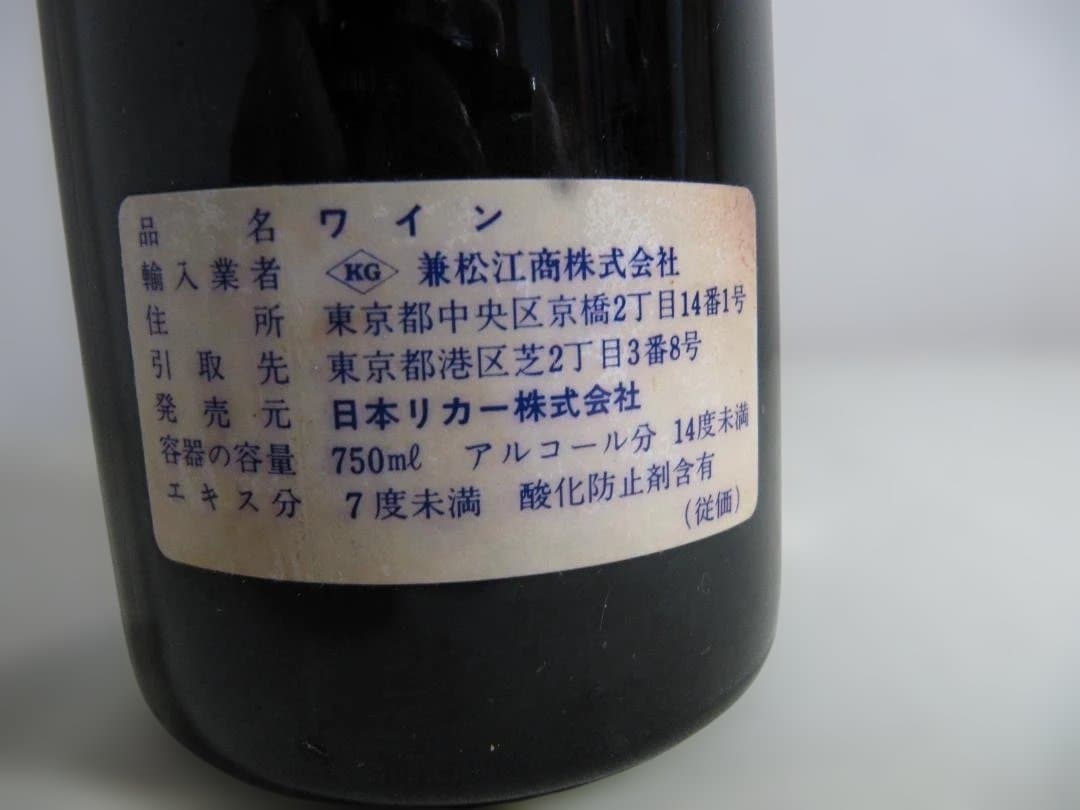 品名 ワイン
輸入業者 KG 兼松江商株式会社
住所 東京都中央区京橋2丁目14番1号
引取先 東京都港区芝2丁目3番8号
発売元 日本リカー株式会社
容器の容量 750mℓ アルコール分 14度未満
エキス分 7度未満 酸化防止剤含有
(従価)